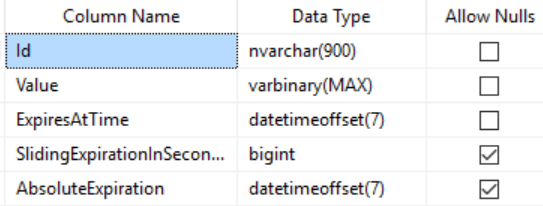 Column Name Data Type Allow Nulls
Id nvarchar(900)
Value varbinary(MAX)
ExpiresAtTime datetimeoffset(7)
SlidingExpirationInSecon... bigint
AbsoluteExpiration datetimeoffset(7)